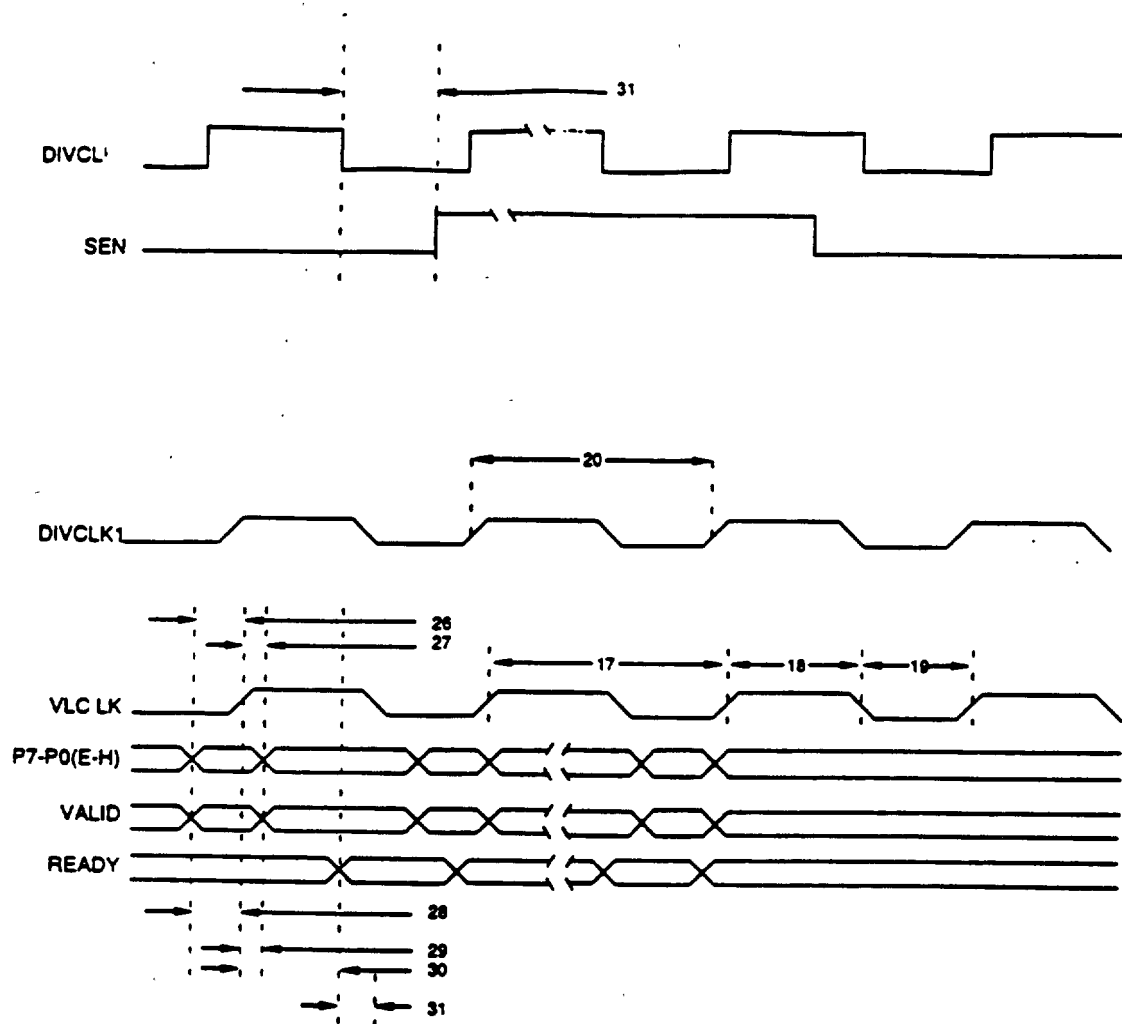 31
DIVCL
SEN
20
DIVCLK1
26
27
17 18 19
VLC LK
P7-P0(E-H)
VALID
READY
28
29
30
31